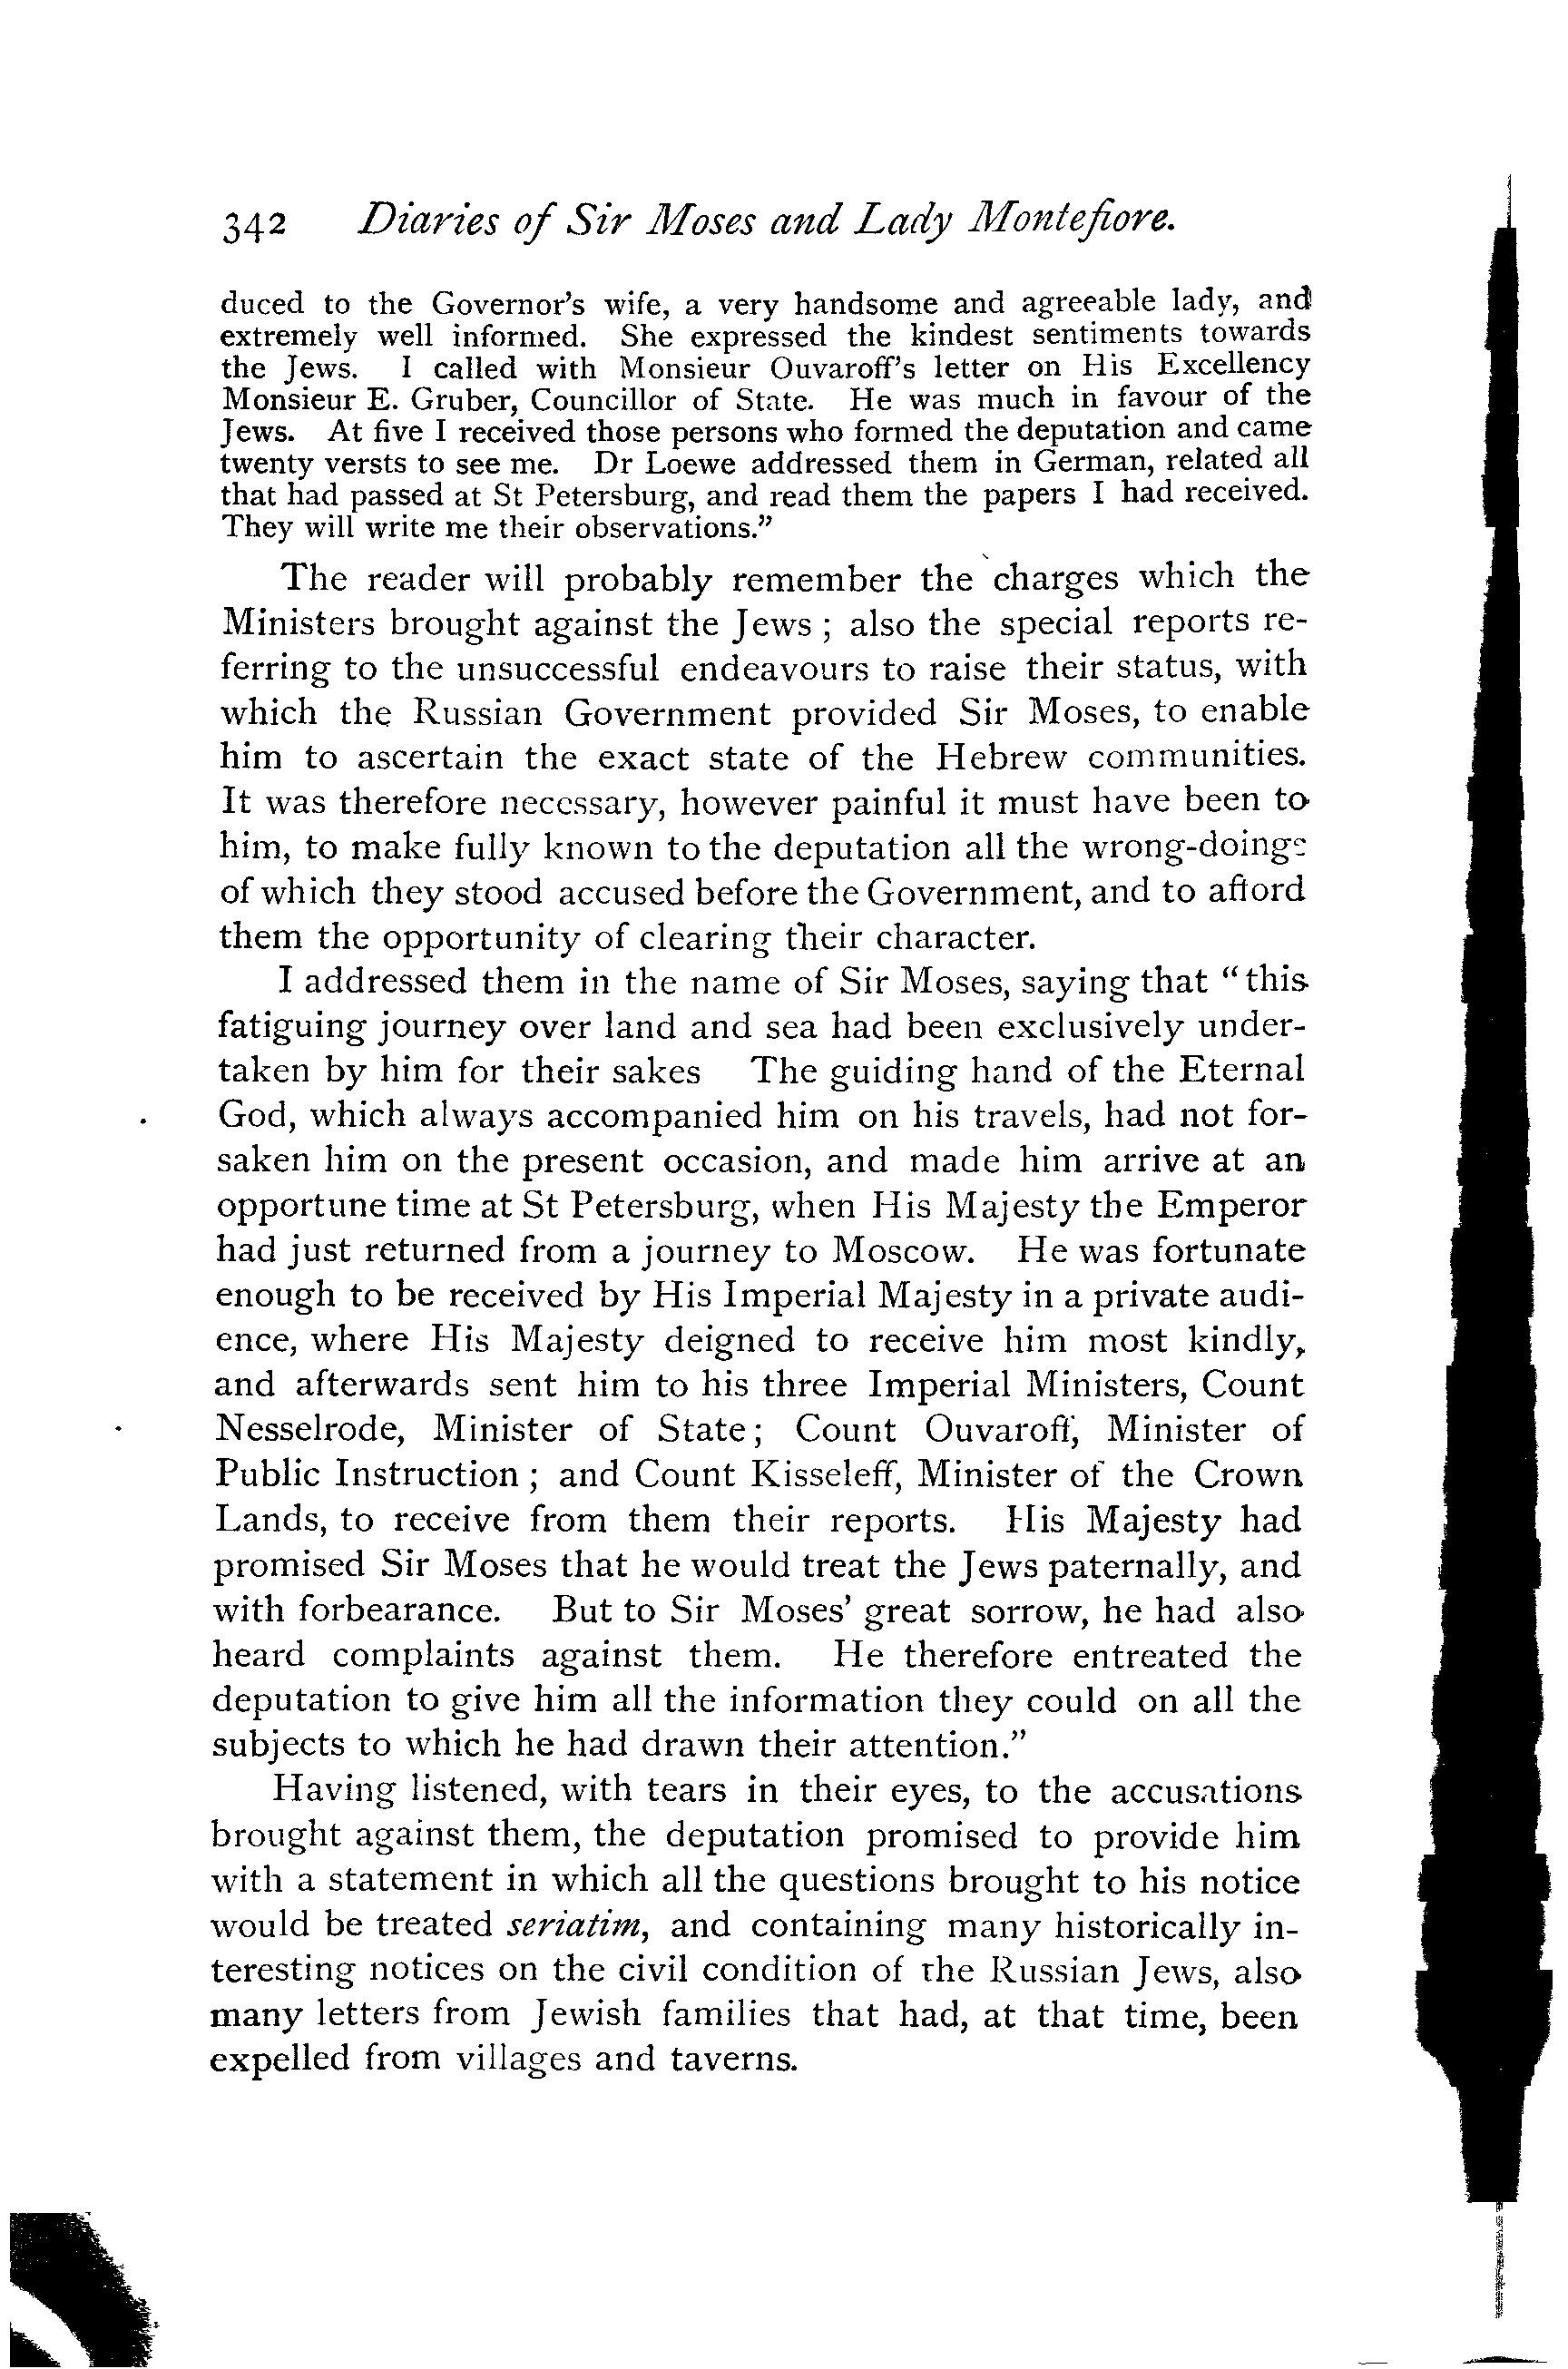 342 Diaries of Sir Moses and Lady Montefiore.
duced to the Governor's wife, a very handsome and agreeable lady, and
extremely well informed. She expressed the kindest sentiments towards
the Jews. I called with Monsieur Ouvaroff's letter on His Excellency
Monsieur E. Gruber, Councillor of State. He was much in favour of the
Jews. At five I received those persons who formed the deputation and came
twenty versts to see me. Dr Loewe addressed them in German, related all
that had passed at St Petersburg, and read them the papers I had received.
They will write me their observations."
The reader will probably remember the charges which the
Ministers brought against the Jews ; also the special reports re-
ferring to the unsuccessful endeavours to raise their status, with
which the Russian Government provided Sir Moses, to enable
him to ascertain the exact state of the Hebrew communities.
It was therefore necessary, however painful it must have been to
him, to make fully known to the deputation all the wrong-doings
of which they stood accused before the Government, and to afford
them the opportunity of clearing their character.
I addressed them in the name of Sir Moses, saying that "this
fatiguing journey over land and sea had been exclusively under-
taken by him for their sakes The guiding hand of the Eternal
God, which always accompanied him on his travels, had not for-
saken him on the present occasion, and made him arrive at an
opportune time at St Petersburg, when His Majesty the Emperor
had just returned from a journey to Moscow. He was fortunate
enough to be received by His Imperial Majesty in a private audi-
ence, where His Majesty deigned to receive him most kindly,
and afterwards sent him to his three Imperial Ministers, Count
Nesselrode, Minister of State; Count Ouvaroff, Minister of
Public Instruction ; and Count Kisseleff, Minister of the Crown
Lands, to receive from them their reports. His Majesty had
promised Sir Moses that he would treat the Jews paternally, and
with forbearance. But to Sir Moses' great sorrow, he had also
heard complaints against them. He therefore entreated the
deputation to give him all the information they could on all the
subjects to which he had drawn their attention."
Having listened, with tears in their eyes, to the accusations
brought against them, the deputation promised to provide him
with a statement in which all the questions brought to his notice
would be treated seriatim, and containing many historically in-
teresting notices on the civil condition of the Russian Jews, also
many letters from Jewish families that had, at that time, been
expelled from villages and taverns.